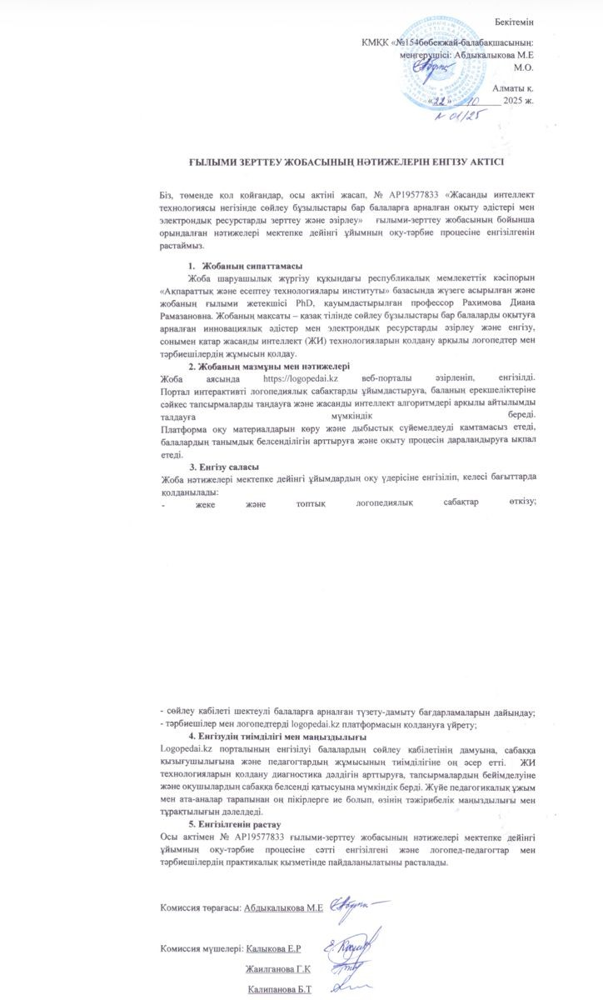 Бекітемін
КМҚК «№154бөбекжай-балабақшасының:
меңгерушісі: Абдыкалыкова М.Е
М.О.
Алматы қ.
«22» 10 2025 ж.
N 01/25
ҒЫЛЫМИ ЗЕРТТЕУ ЖОБАСЫНЫҢ НӘТИЖЕЛЕРІН ЕНГІЗУ АКТІСІ
Біз, төменде қол қойғандар, осы актіні жасап, № АР19577833 «Жасанды интеллект
технологиясы негізінде сөйлеу бұзылыстары бар балаларға арналған оқыту әдістері мен
электрондық ресурстарды зерттеу және әзірлеу» ғылыми-зерттеу жобасының бойынша
орындалған нәтижелері мектепке дейінгі ұйымның оқу-тәрбие процесіне енгізілгенін
растаймыз.
1. Жобаның сипаттамасы
Жоба шаруашылық жүргізу құқындағы республикалық мемлекеттік кәсіпорын
«Ақпараттық және есептеу технологиялары институты» базасында жүзеге асырылған және
жобаның ғылыми жетекшісі PhD, қауымдастырылған профессор Рахимова Диана
Рамазановна. Жобаның мақсаты – қазақ тілінде сөйлеу бұзылыстары бар балаларды оқытуға
арналған инновациялық әдістер мен электрондық ресурстарды әзірлеу және енгізу,
сонымен қатар жасанды интеллект (ЖИ) технологияларын қолдану арқылы логопедтер мен
тәрбиешілердің жұмысын қолдау.
2. Жобаның мазмұны мен нәтижелері
Жоба аясында https://logopedai.kz веб-порталы әзірленіп, енгізілді.
Портал интерактивті логопедиялық сабақтарды ұйымдастыруға, баланың ерекшеліктеріне
сәйкес тапсырмаларды таңдауға және жасанды интеллект алгоритмдері арқылы айтылымды
талдауға мүмкіндік береді.
Платформа оқу материалдарын көру және дыбыстық сүйемелдеуді қамтамасыз етеді,
балалардың танымдық белсенділігін арттыруға және оқыту процесін дараландыруға ықпал
етеді.
3. Енгізу саласы
Жоба нәтижелері мектепке дейінгі ұйымдардың оқу үдерісіне енгізіліп, келесі бағыттарда
қолданылады:
- жеке және топтық логопедиялық сабақтар өткізу;
- сөйлеу қабілеті шектеулі балаларға арналған түзету-дамыту бағдарламаларын дайындау;
- тәрбиешілер мен логопедтерді logopedai.kz платформасын қолдануға үйрету;
4. Енгізудің тиімділігі мен маңыздылығы
Logopedai.kz порталының енгізілуі балалардың сөйлеу қабілетінің дамуына, сабаққа
қызығушылығына және педагогтардың жұмысының тиімділігіне оң әсер етті. ЖИ
технологияларын қолдану диагностика дәлдігін арттыруға, тапсырмалардың бейімделуіне
және оқушылардың сабаққа белсенді қатысуына мүмкіндік берді. Жүйе педагогикалық ұжым
мен ата-аналар тарапынан оң пікірлерге ие болып, өзінің тәжірибелік маңыздылығы мен
тұрақтылығын дәлелдеді.
5. Енгізілгенін растау
Осы актімен № АР19577833 ғылыми-зерттеу жобасының нәтижелері мектепке дейінгі
ұйымның оқу-тәрбие процесіне сәтті енгізілгені және логопед-педагогтар мен
тәрбиешілердің практикалық қызметінде пайдаланылатыны расталады.
Комиссия төрағасы: Абдыкалыкова М.Е
Комиссия мүшелері: Калыкова Е.Р
Жаилганова Г.К
Калипанова Б.Т